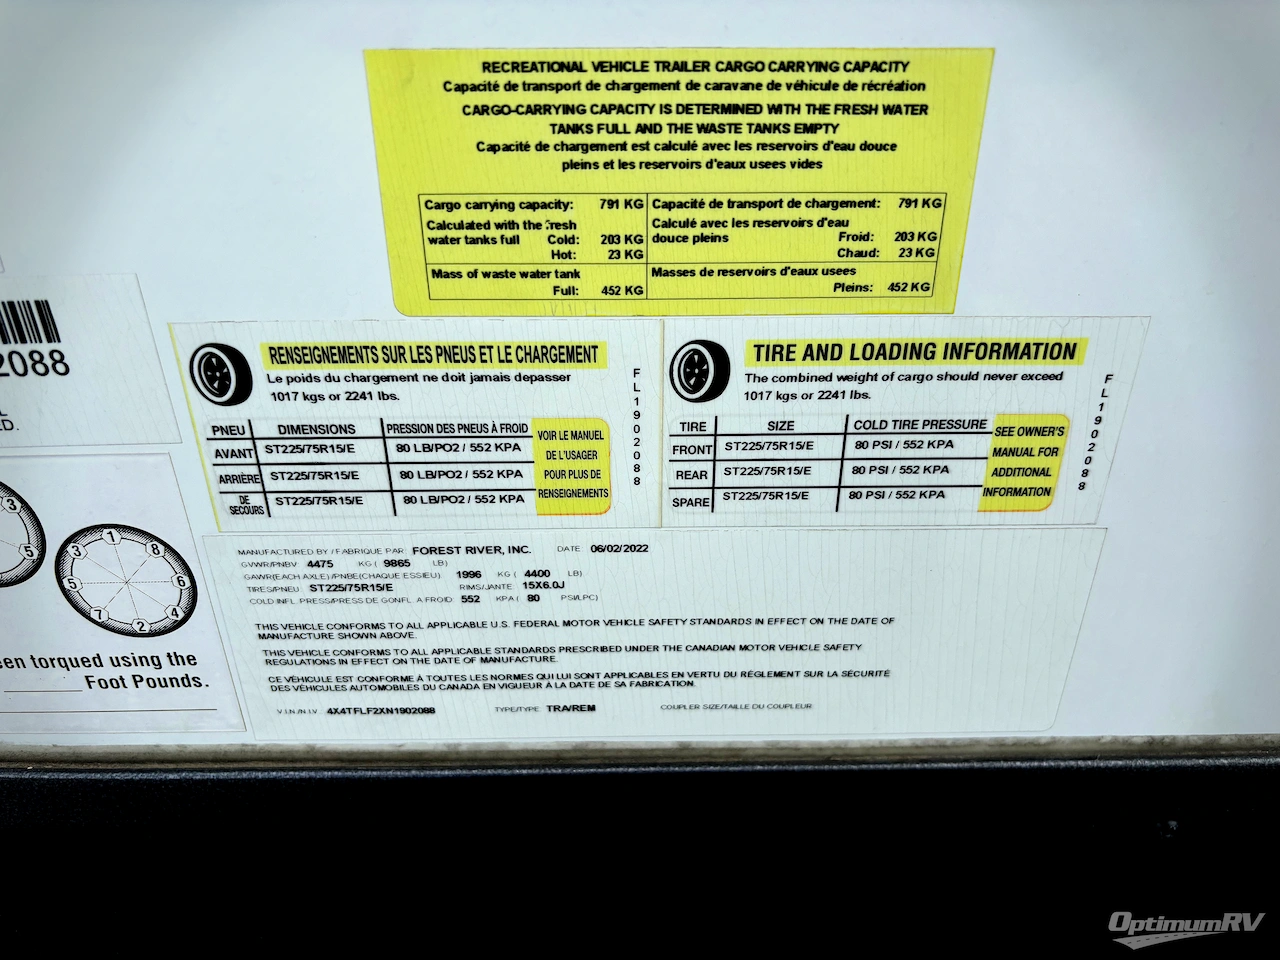 RECREATIONAL VEHICLE TRAILER CARGO CARRYING CAPACITY
Capacité de transport de chargement de caravane de véhicule de récréation
CARGO-CARRYING CAPACITY IS DETERMINED WITH THE FRESH WATER
TANKS FULL AND THE WASTE TANKS EMPTY
Capacité de chargement est calculé avec les reservoirs d'eau douce
pleins et les reservoirs d'eaux usees vides
Cargo carrying capacity: 791 KG Capacité de transport de chargement: 791 KG
Calculated with the fresh Calculé avec les reservoirs d'eau
water tanks full Cold: 203 KG douce pleins Froid: 203 KG
Hot: 23 KG Chaud: 23 KG
Mass of waste water tank Masses de reservoirs d'eaux usees
Full: 452 KG Pleins: 452 KG
2088
ED.
RENSEIGNEMENTS SUR LES PNEUS ET LE CHARGEMENT
Le poids du chargement ne doit jamais depasser
1017 kgs or 2241 lbs.
PNEU DIMENSIONS PRESSION DES PNEUS À FROID
AVANT ST225/75R15/E 80 LB/PO2 / 552 KPA
ARRIÈRE ST225/75R15/E 80 LB/PO2 / 552 KPA
DE SECOURS ST225/75R15/E 80 LB/PO2 / 552 KPA
VOIR LE MANUEL
DE L'USAGER
POUR PLUS DE
RENSEIGNEMENTS
FL1902088
TIRE AND LOADING INFORMATION
The combined weight of cargo should never exceed
1017 kgs or 2241 lbs.
TIRE SIZE COLD TIRE PRESSURE
FRONT ST225/75R15/E 80 PSI / 552 KPA
REAR ST225/75R15/E 80 PSI / 552 KPA
SPARE ST225/75R15/E 80 PSI / 552 KPA
SEE OWNER'S
MANUAL FOR
ADDITIONAL
INFORMATION
FL1902088
3
5
1
8
6
4
2
7
5
3
en torqued using the
Foot Pounds.
MANUFACTURED BY / FABRIQUE PAR FOREST RIVER, INC. DATE 06/02/2022
GVWR/PNBV 4475 KG ( 9865 LB)
GAWR(EACH AXLE)/PNBE(CHAQUE ESSIEU) 1996 KG ( 4400 LB)
TIRES/PNEU ST225/75R15/E RIMS/JANTE 15X6.0J
COLD INFL. PRESS/PRESS DE GONFL A FROID 552 KPA ( 80 PSI/LPC)
THIS VEHICLE CONFORMS TO ALL APPLICABLE U.S. FEDERAL MOTOR VEHICLE SAFETY STANDARDS IN EFFECT ON THE DATE OF
MANUFACTURE SHOWN ABOVE.
THIS VEHICLE CONFORMS TO ALL APPLICABLE STANDARDS PRESCRIBED UNDER THE CANADIAN MOTOR VEHICLE SAFETY
REGULATIONS IN EFFECT ON THE DATE OF MANUFACTURE.
CE VÉHICULE EST CONFORME À TOUTES LES NORMES QUI LUI SONT APPLICABLES EN VERTU DU RÉGLEMENT SUR LA SÉCURITÉ
DES VÉHICULES AUTOMOBILES DU CANADA EN VIGUEUR À LA DATE DE SA FABRICATION.
V.I.N./N.I.V. 4X4TFLF2XN1902088 TYPE/TYPE TRA/REM COUPLER SIZE/TAILLE DU COUPLEUR
OptimumRV